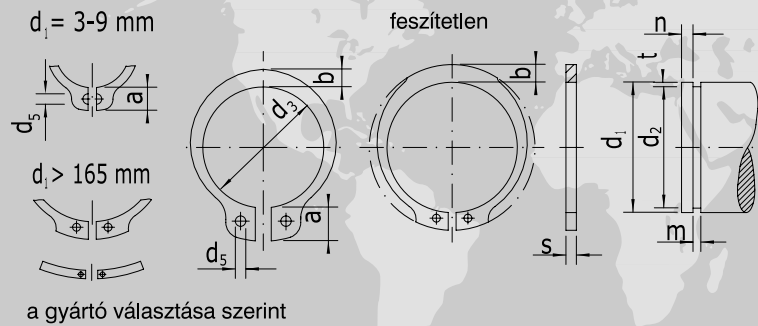 d₁= 3-9 mm
feszítetlen
n
t
b
b
a
d₃
d₅
d₁
d₂
d₁> 165 mm
a
m
s
d₅
a gyártó választása szerint